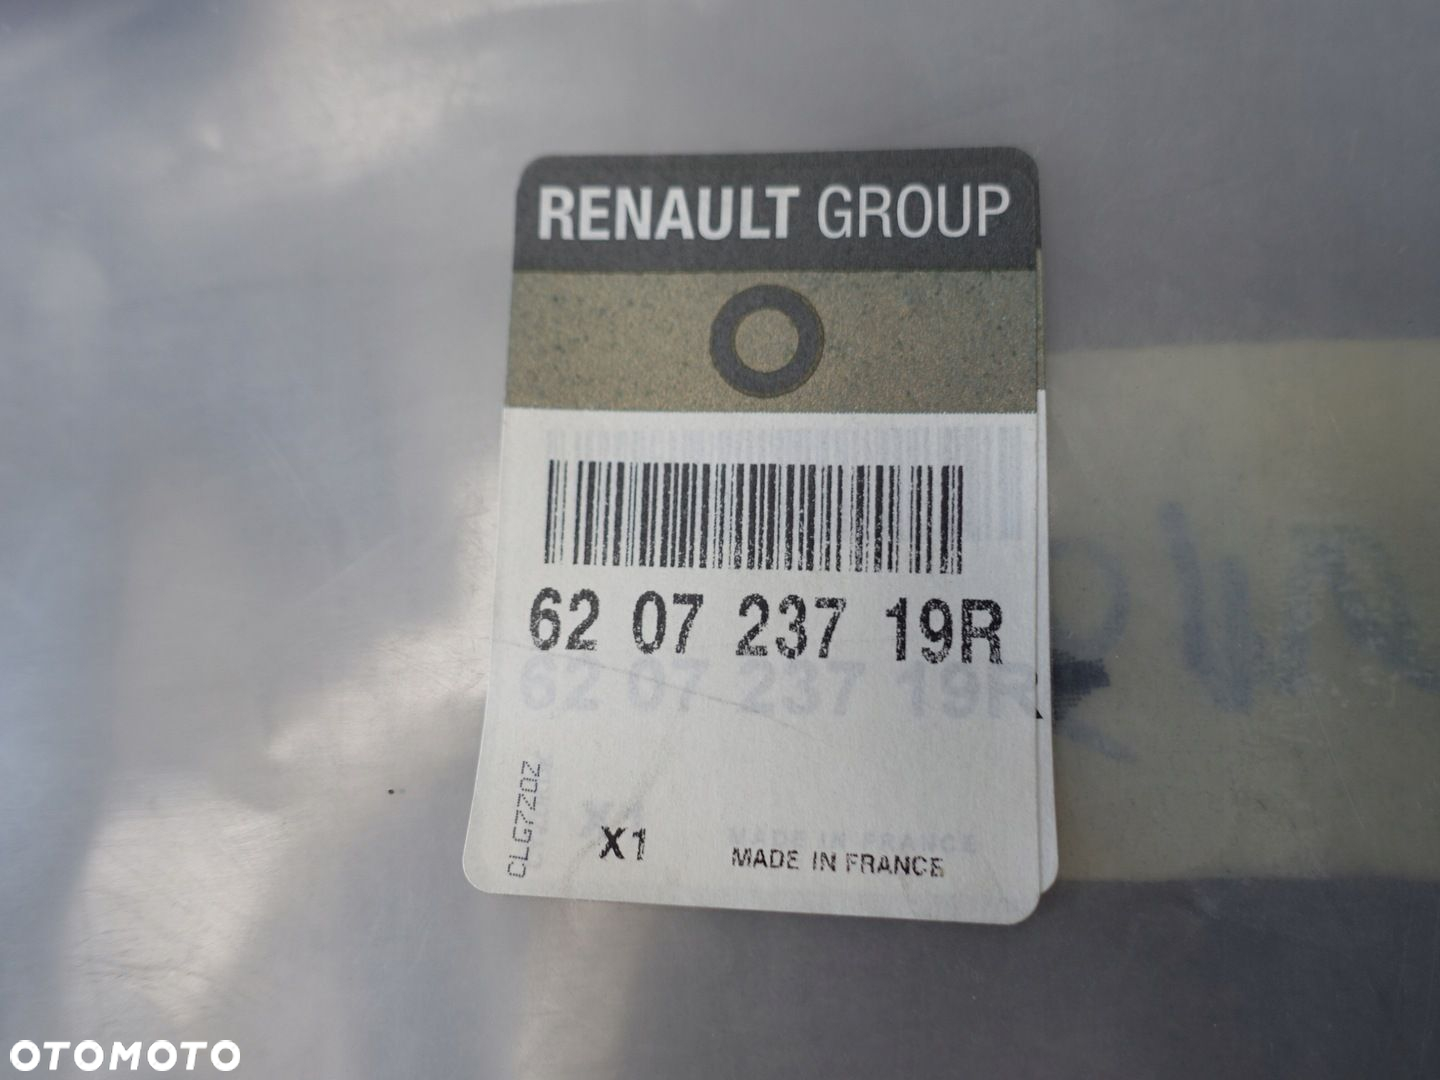 RENAULT GROUP
62 07 237 19R
62 07 237 19R
CLG7Z0Z
X1
MADE IN FRANCE
MADE IN FRANCE
OTOMOTO